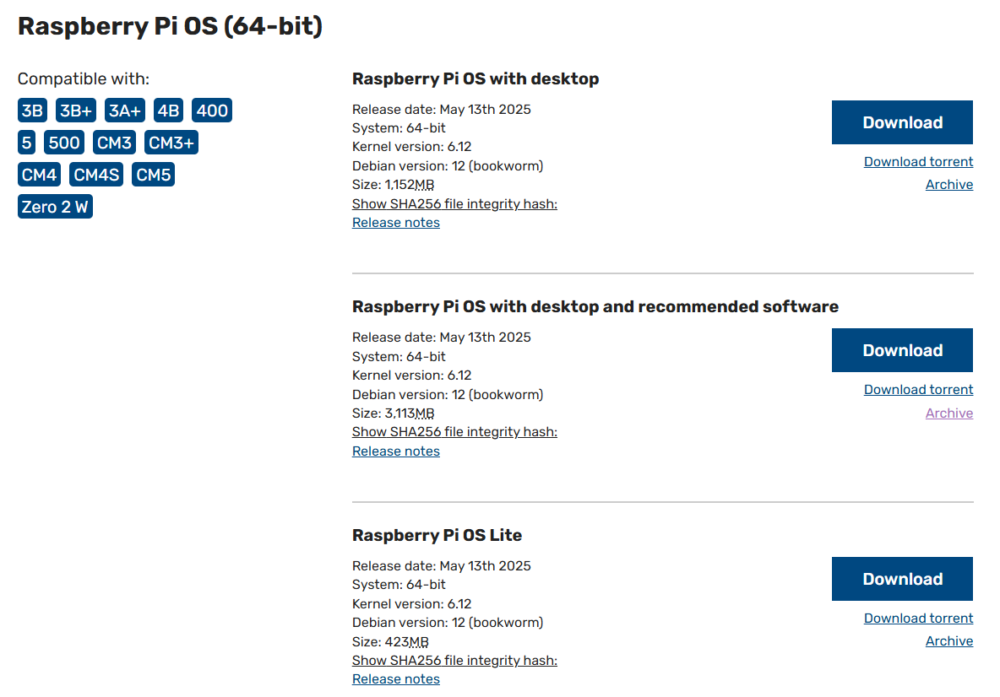 Raspberry Pi OS (64-bit)
Compatible with:
3B 3B+ 3A+ 4B 400
5 500 CM3 CM3+
CM4 CM4S CM5
Zero 2 W
Raspberry Pi OS with desktop
Release date: May 13th 2025
System: 64-bit
Kernel version: 6.12
Debian version: 12 (bookworm)
Size: 1,152MB
Show SHA256 file integrity hash:
Release notes
Download
Download torrent
Archive
Raspberry Pi OS with desktop and recommended software
Release date: May 13th 2025
System: 64-bit
Kernel version: 6.12
Debian version: 12 (bookworm)
Size: 3,113MB
Show SHA256 file integrity hash:
Release notes
Download
Download torrent
Archive
Raspberry Pi OS Lite
Release date: May 13th 2025
System: 64-bit
Kernel version: 6.12
Debian version: 12 (bookworm)
Size: 423MB
Show SHA256 file integrity hash:
Release notes
Download
Download torrent
Archive